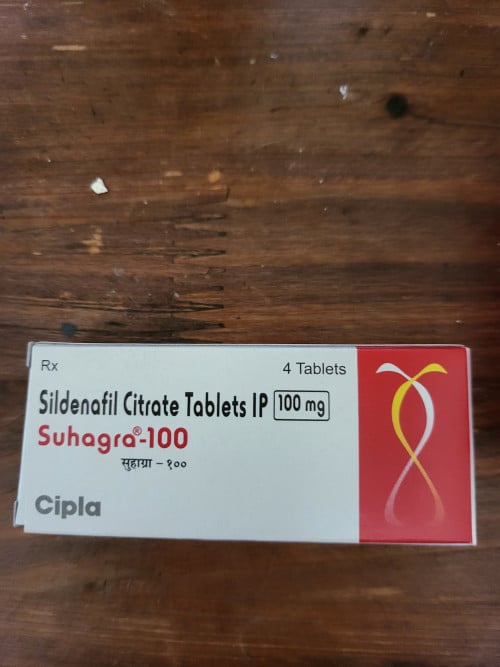 Rx
4 Tablets
Sildenafil Citrate Tablets IP 100 mg
Suhagra®-100
सुहाग्रा – १००
Cipla